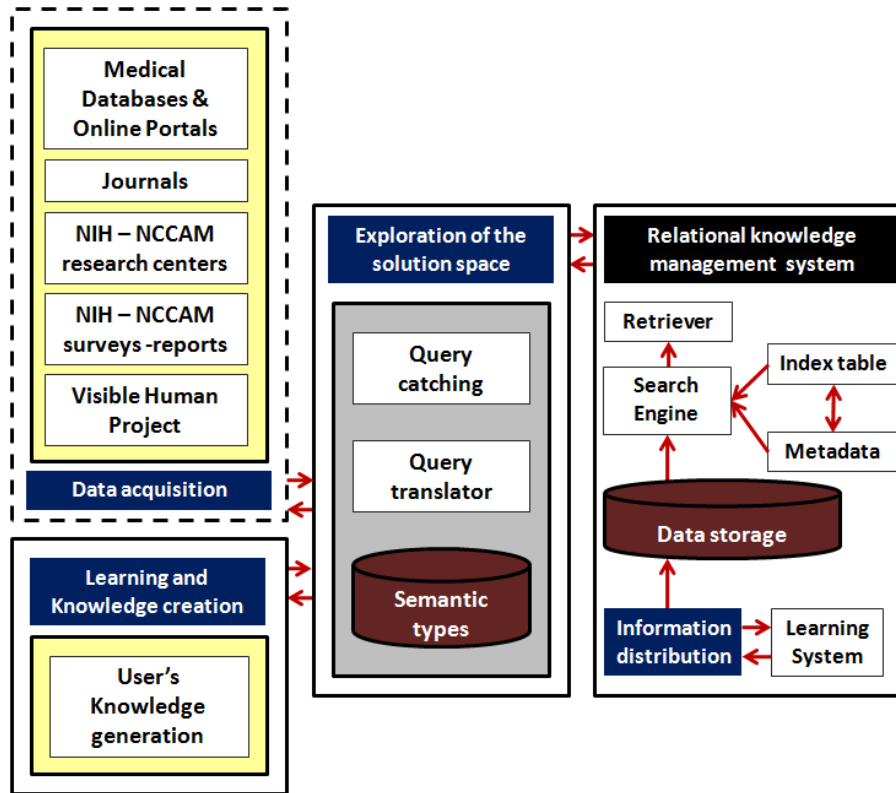 Medical
Databases &
Online Portals
Journals
NIH – NCCAM
research centers
NIH – NCCAM
surveys -reports
Visible Human
Project
Data acquisition
Learning and
Knowledge creation
User's
Knowledge
generation
Exploration of the
solution space
Query
catching
Query
translator
Semantic
types
Relational knowledge
management system
Retriever
Search
Engine
Index table
Metadata
Data storage
Information
distribution
Learning
System